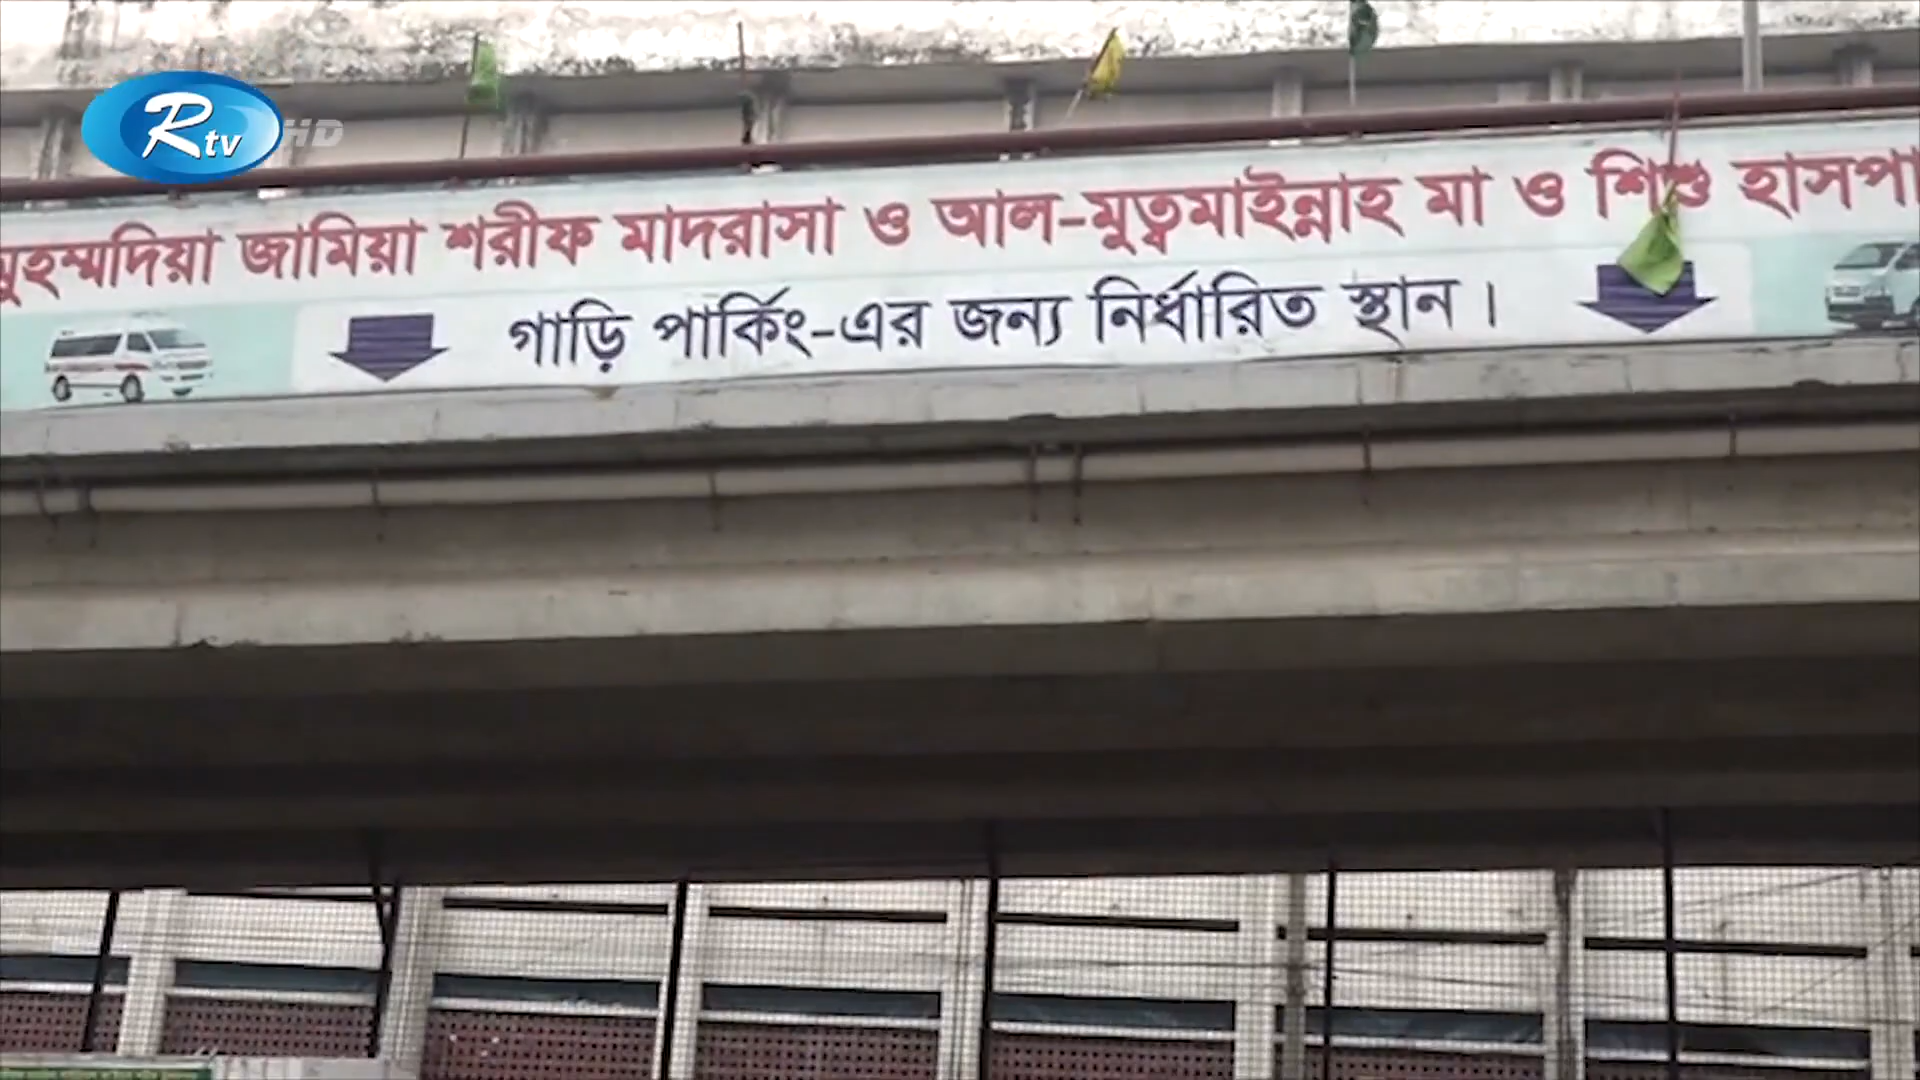 Rtv HD
মুহম্মদিয়া জামিয়া শরীফ মাদরাসা ও আল-মুত্বমাইন্নাহ মা ও শিশু হাসপা
গাড়ি পার্কিং-এর জন্য নির্ধারিত স্থান।